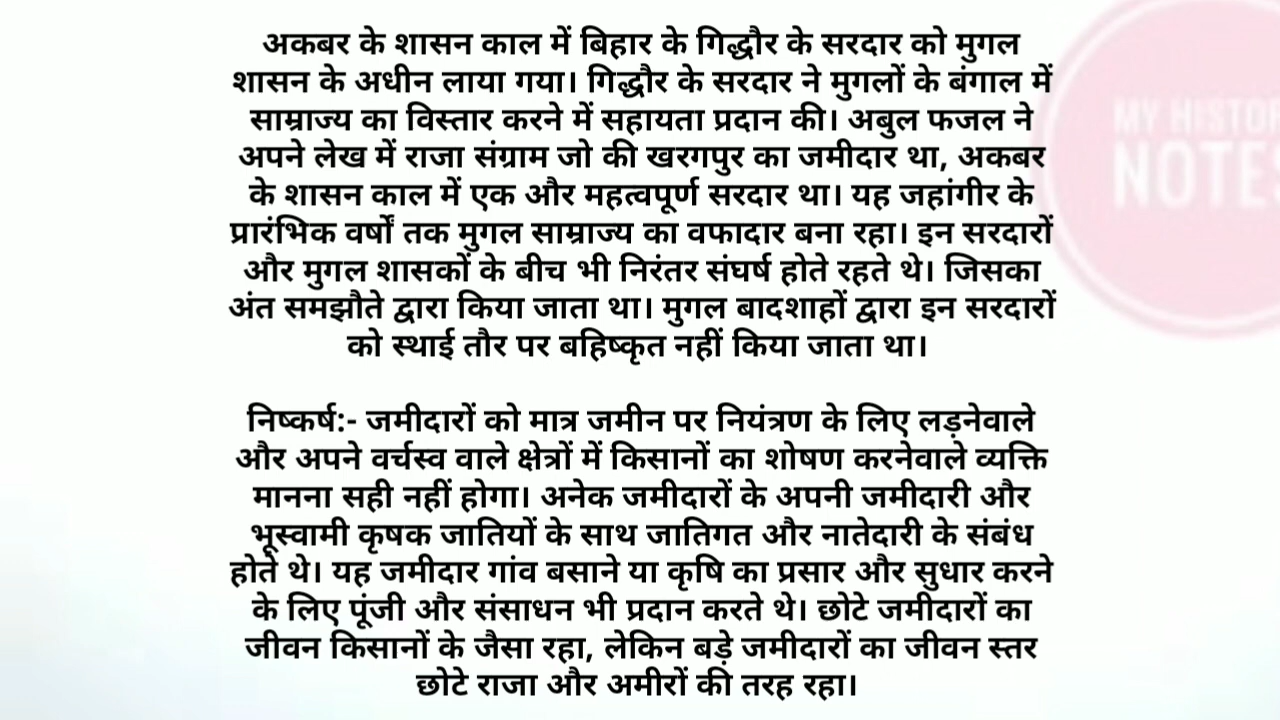 अकबर के शासन काल में बिहार के गिद्धौर के सरदार को मुगल
शासन के अधीन लाया गया। गिद्धौर के सरदार ने मुगलों के बंगाल में
साम्राज्य का विस्तार करने में सहायता प्रदान की। अबुल फजल ने
अपने लेख में राजा संग्राम जो की खरगपुर का जमीदार था, अकबर
के शासन काल में एक और महत्वपूर्ण सरदार था। यह जहांगीर के
प्रारंभिक वर्षों तक मुगल साम्राज्य का वफादार बना रहा। इन सरदारों
और मुगल शासकों के बीच भी निरंतर संघर्ष होते रहते थे। जिसका
अंत समझौते द्वारा किया जाता था। मुगल बादशाहों द्वारा इन सरदारों
को स्थाई तौर पर बहिष्कृत नहीं किया जाता था।
निष्कर्ष:- जमीदारों को मात्र जमीन पर नियंत्रण के लिए लड़नेवाले
और अपने वर्चस्व वाले क्षेत्रों में किसानों का शोषण करनेवाले व्यक्ति
मानना सही नहीं होगा। अनेक जमीदारों के अपनी जमीदारी और
भूस्वामी कृषक जातियों के साथ जातिगत और नातेदारी के संबंध
होते थे। यह जमीदार गांव बसाने या कृषि का प्रसार और सुधार करने
के लिए पूंजी और संसाधन भी प्रदान करते थे। छोटे जमीदारों का
जीवन किसानों के जैसा रहा, लेकिन बड़े जमीदारों का जीवन स्तर
छोटे राजा और अमीरों की तरह रहा।
MY HISTOR
NOTES